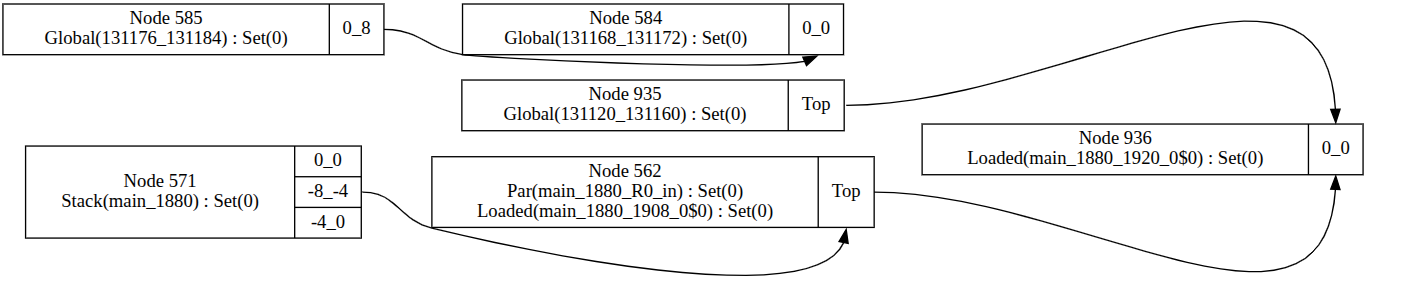 Node 585
Global(131176_131184) : Set(0)
0_8
Node 584
Global(131168_131172) : Set(0)
0_0
Node 935
Global(131120_131160) : Set(0)
Top
Node 936
Loaded(main_1880_1920_0$0) : Set(0)
0_0
Node 571
Stack(main_1880) : Set(0)
0_0
-8_-4
-4_0
Node 562
Par(main_1880_R0_in) : Set(0)
Loaded(main_1880_1908_0$0) : Set(0)
Top